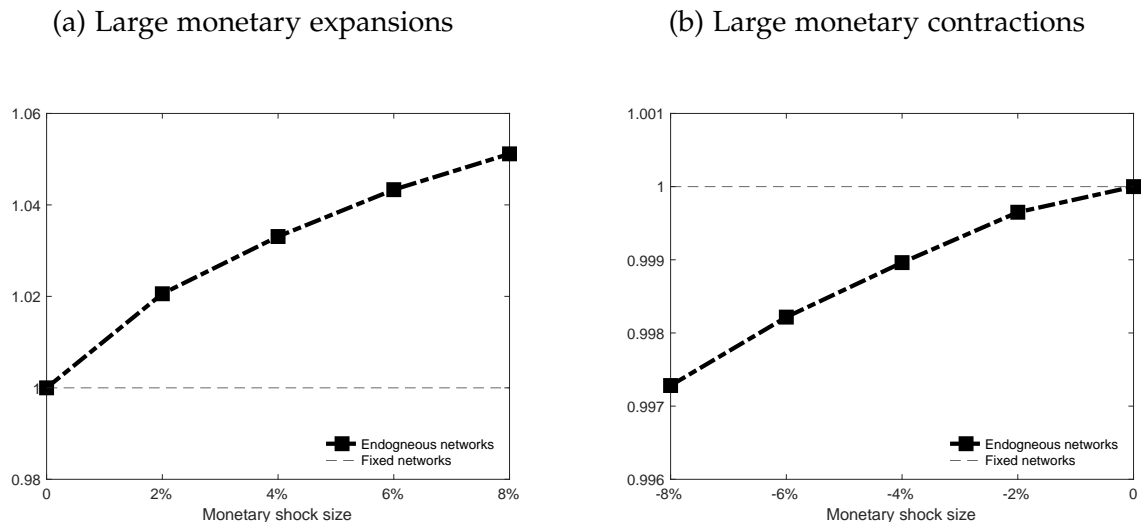 (a) Large monetary expansions
1.06
1.04
1.02
1
0.98
0
2%
4%
6%
8%
Monetary shock size
Endogneous networks
Fixed networks
(b) Large monetary contractions
1.001
1
0.999
0.998
0.997
0.996
-8%
-6%
-4%
-2%
0
Monetary shock size
Endogneous networks
Fixed networks